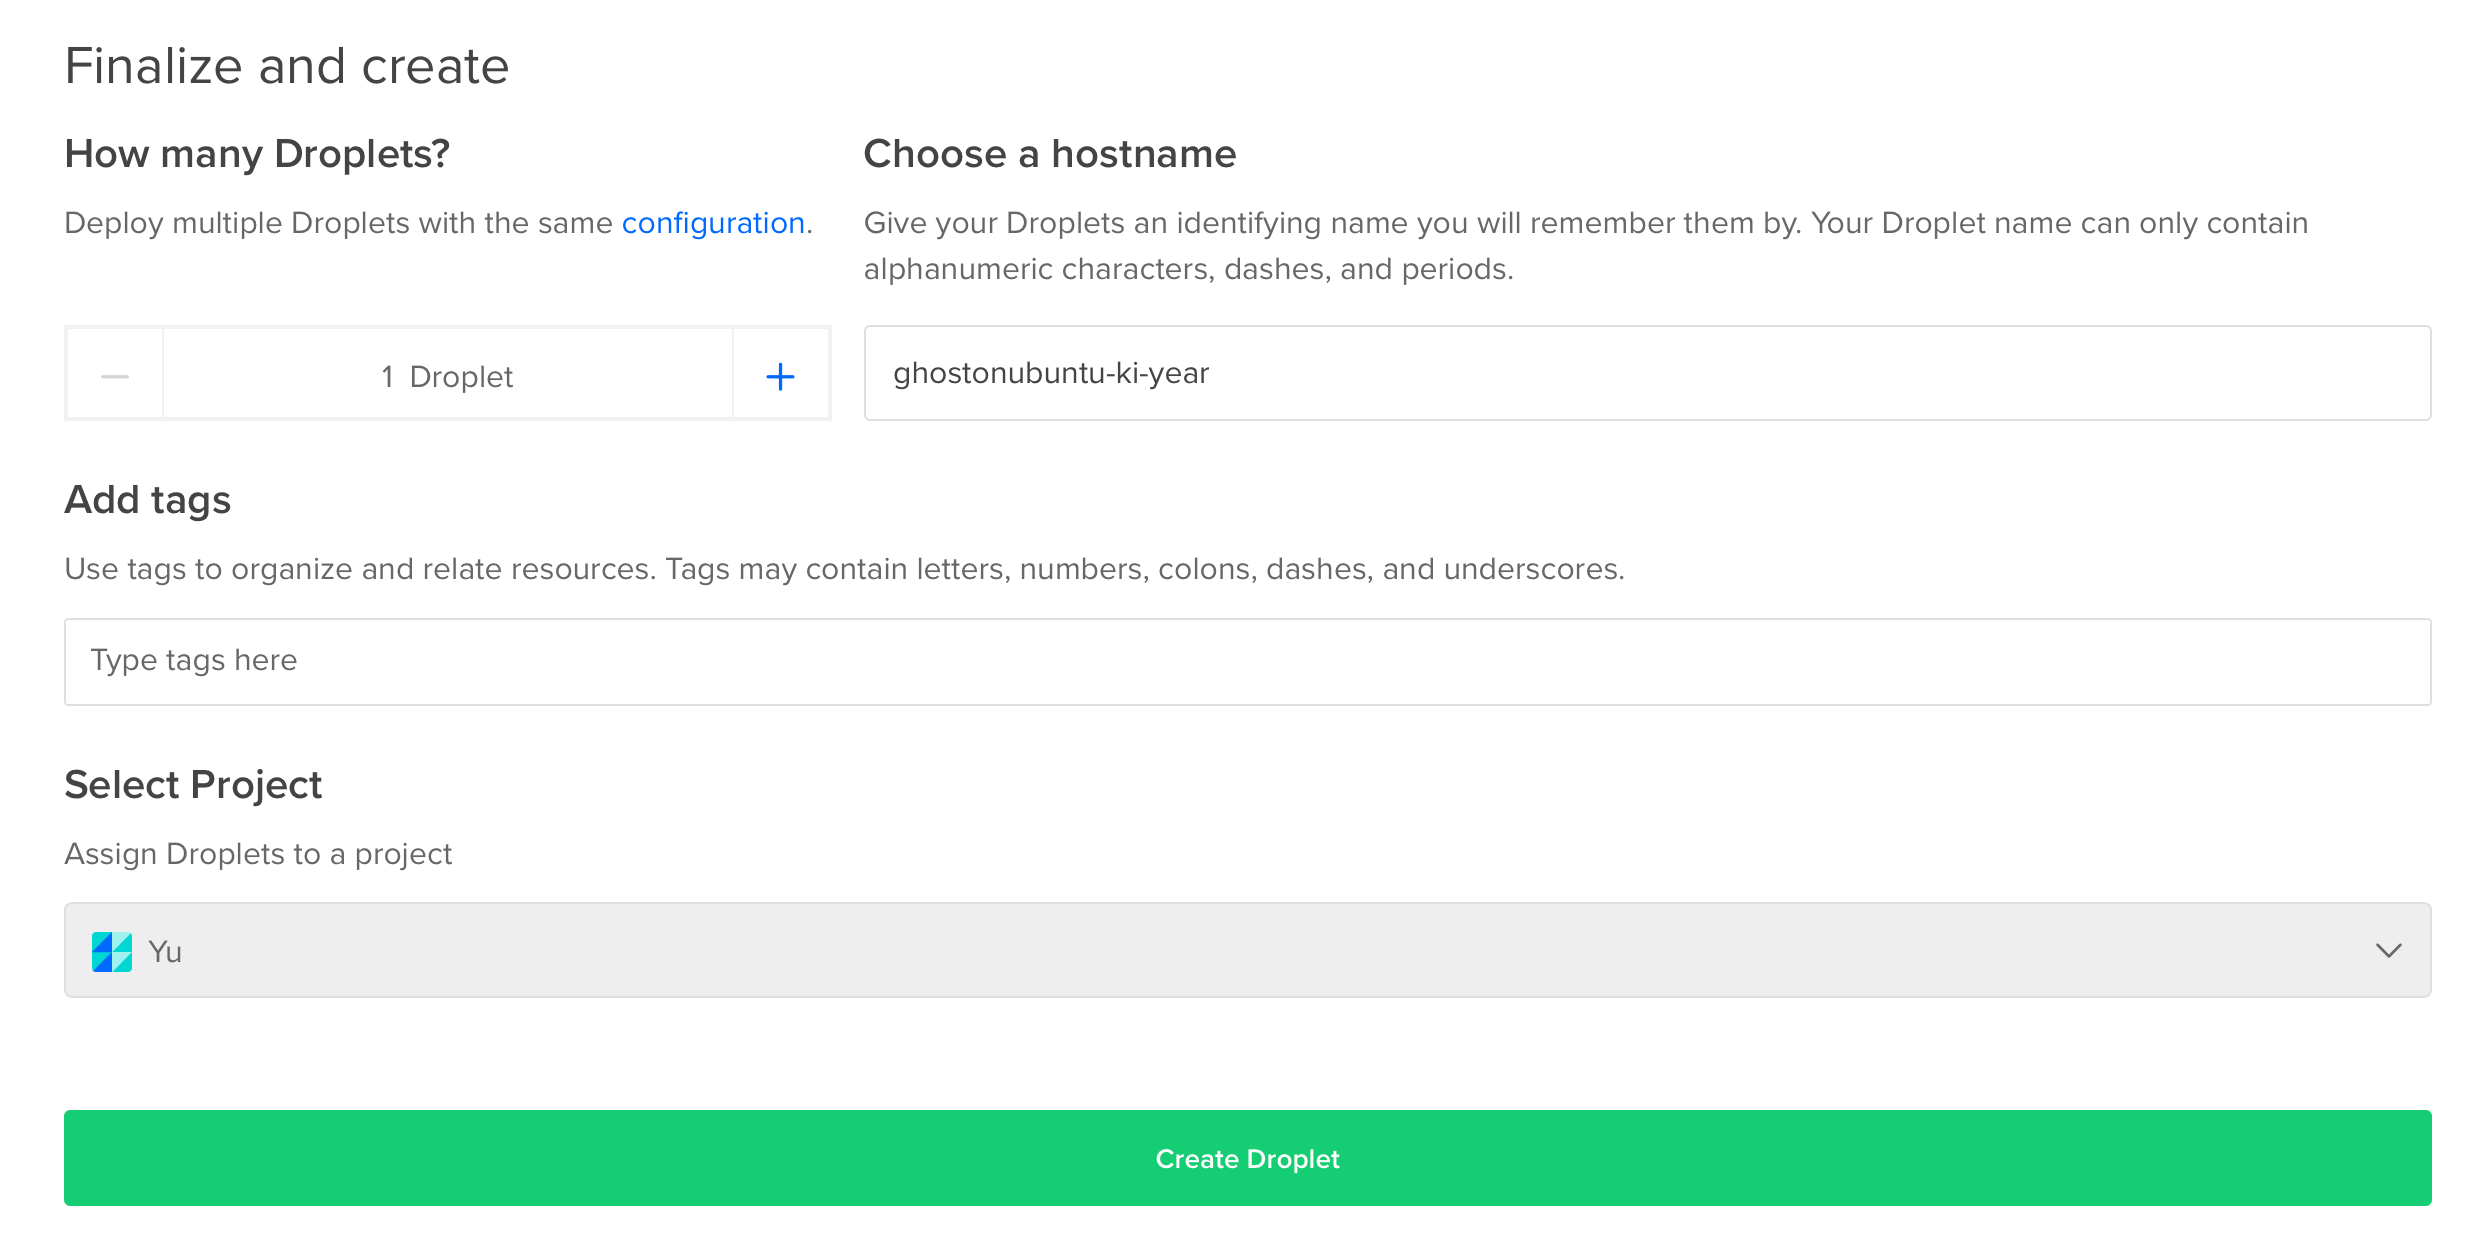 Finalize and create
How many Droplets?
Deploy multiple Droplets with the same configuration.
1 Droplet
Choose a hostname
Give your Droplets an identifying name you will remember them by. Your Droplet name can only contain
alphanumeric characters, dashes, and periods.
ghostonubuntu-ki-year
Add tags
Use tags to organize and relate resources. Tags may contain letters, numbers, colons, dashes, and underscores.
Type tags here
Select Project
Assign Droplets to a project
Yu
Create Droplet